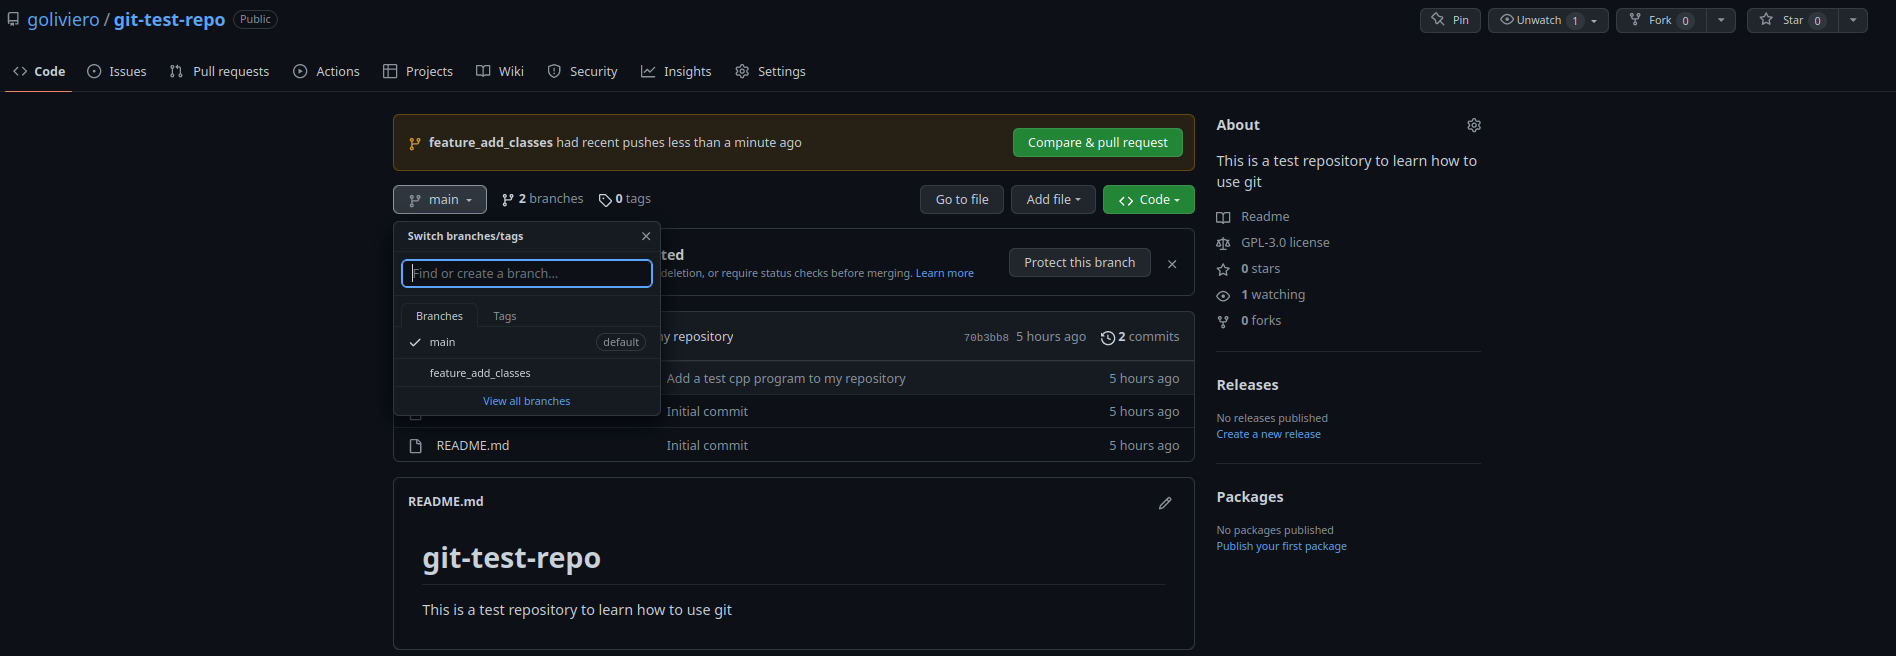 goliviero / git-test-repo Public
Pin Unwatch 1 Fork 0 Star 0
Code Issues Pull requests Actions Projects Wiki Security Insights Settings
feature_add_classes had recent pushes less than a minute ago Compare & pull request
main 2 branches 0 tags Go to file Add file Code
Switch branches/tags
Find or create a branch...
Branches Tags
main default
feature_add_classes
View all branches
ted
deletion, or require status checks before merging. Learn more
Protect this branch
y repository 70b3bb8 5 hours ago 2 commits
Add a test cpp program to my repository 5 hours ago
Initial commit 5 hours ago
README.md Initial commit 5 hours ago
README.md
git-test-repo
This is a test repository to learn how to use git
About
This is a test repository to learn how to
use git
Readme
GPL-3.0 license
0 stars
1 watching
0 forks
Releases
No releases published
Create a new release
Packages
No packages published
Publish your first package